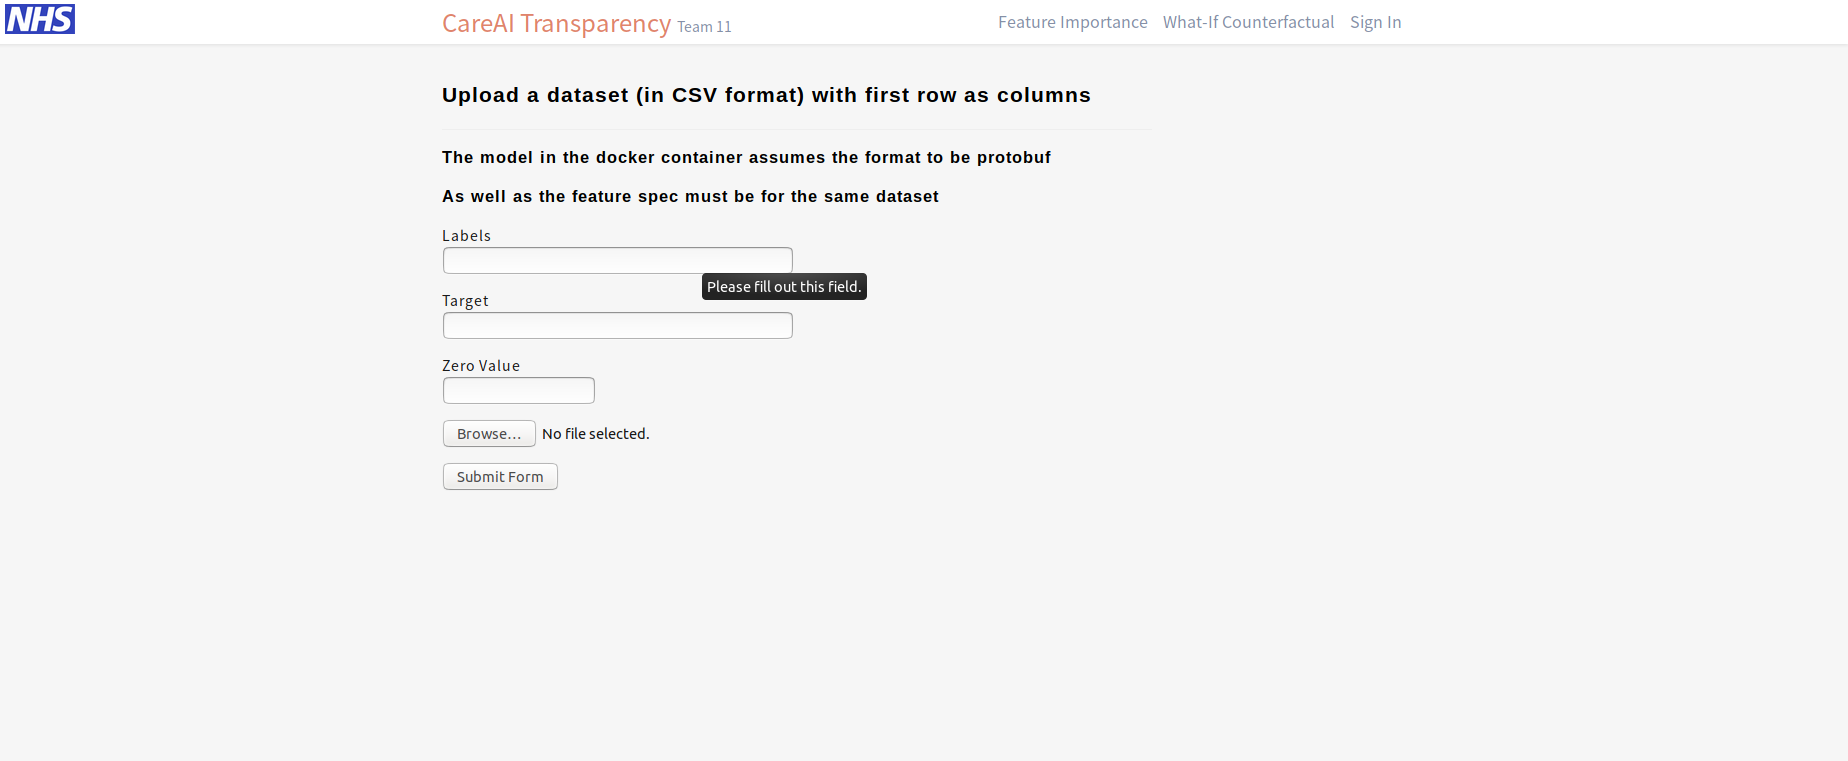 NHS
CareAI Transparency Team 11
Feature Importance What-If Counterfactual Sign In
Upload a dataset (in CSV format) with first row as columns
The model in the docker container assumes the format to be protobuf
As well as the feature spec must be for the same dataset
Labels
Please fill out this field.
Target
Zero Value
Browse... No file selected.
Submit Form